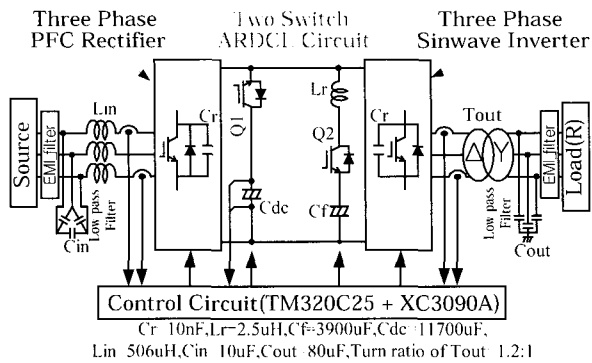 Three Phase
PFC Rectifier
Two Switch
ARDCL Circuit
Three Phase
Sinwave Inverter
Source
EMI filter
Lin
Cin
Low pass
Filter
Cr
Q1
Cdc
Lr
Q2
Cf
Cr
Tout
Δ
Y
Low pass
Filter
Cout
EMI filter
Load(R)
Control Circuit(TM320C25 + XC3090A)
Cr=10nF,Lr=2.5uH,Cf=3900uF,Cdc=11700uF,
Lin=506uH,Cin=10uF,Cout=80uF,Turn ratio of Tout=1.2:1